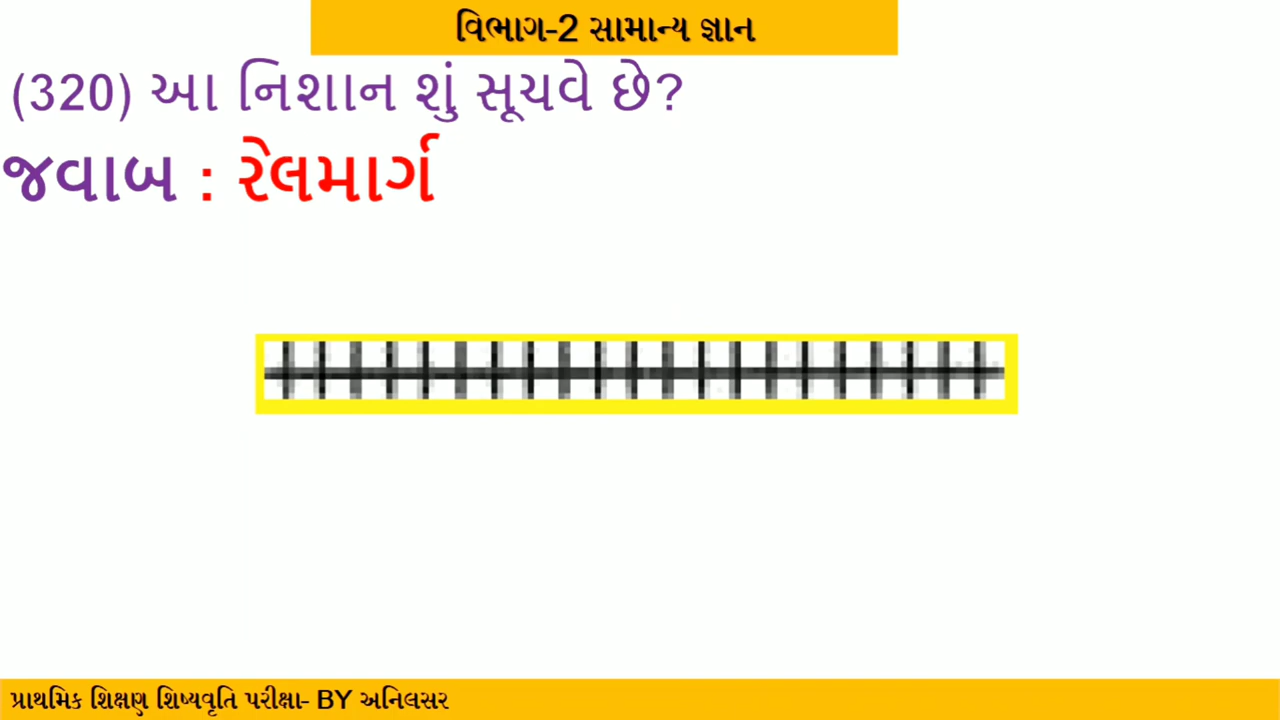 વિભાગ-2 સામાન્ય જ્ઞાન
(320) આ નિશાન શું સૂચવે છે?
જવાબ : રેલમાર્ગ
પ્રાથમિક શિક્ષણ શિષ્યવૃતિ પરીક્ષા- BY અનિલસર